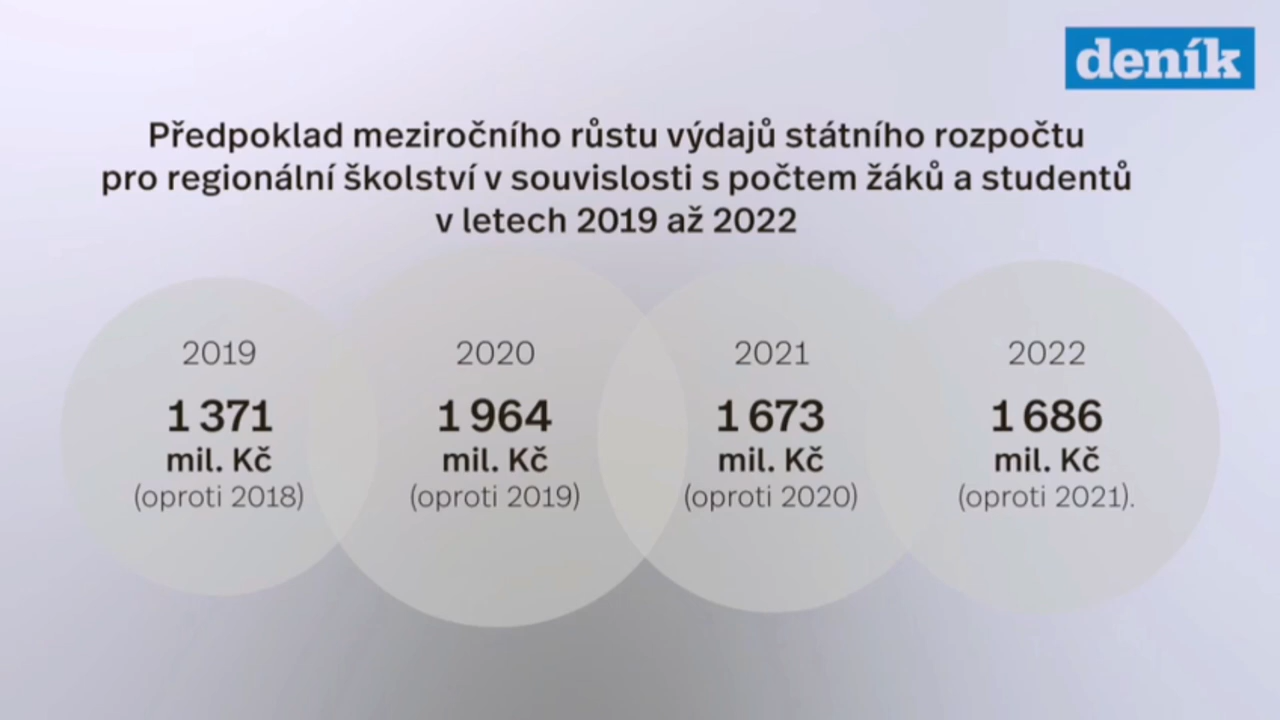 deník
Předpoklad meziročního růstu výdajů státního rozpočtu
pro regionální školství v souvislosti s počtem žáků a studentů
v letech 2019 až 2022
2019
1 371
mil. Kč
(oproti 2018)
2020
1 964
mil. Kč
(oproti 2019)
2021
1 673
mil. Kč
(oproti 2020)
2022
1 686
mil. Kč
(oproti 2021).